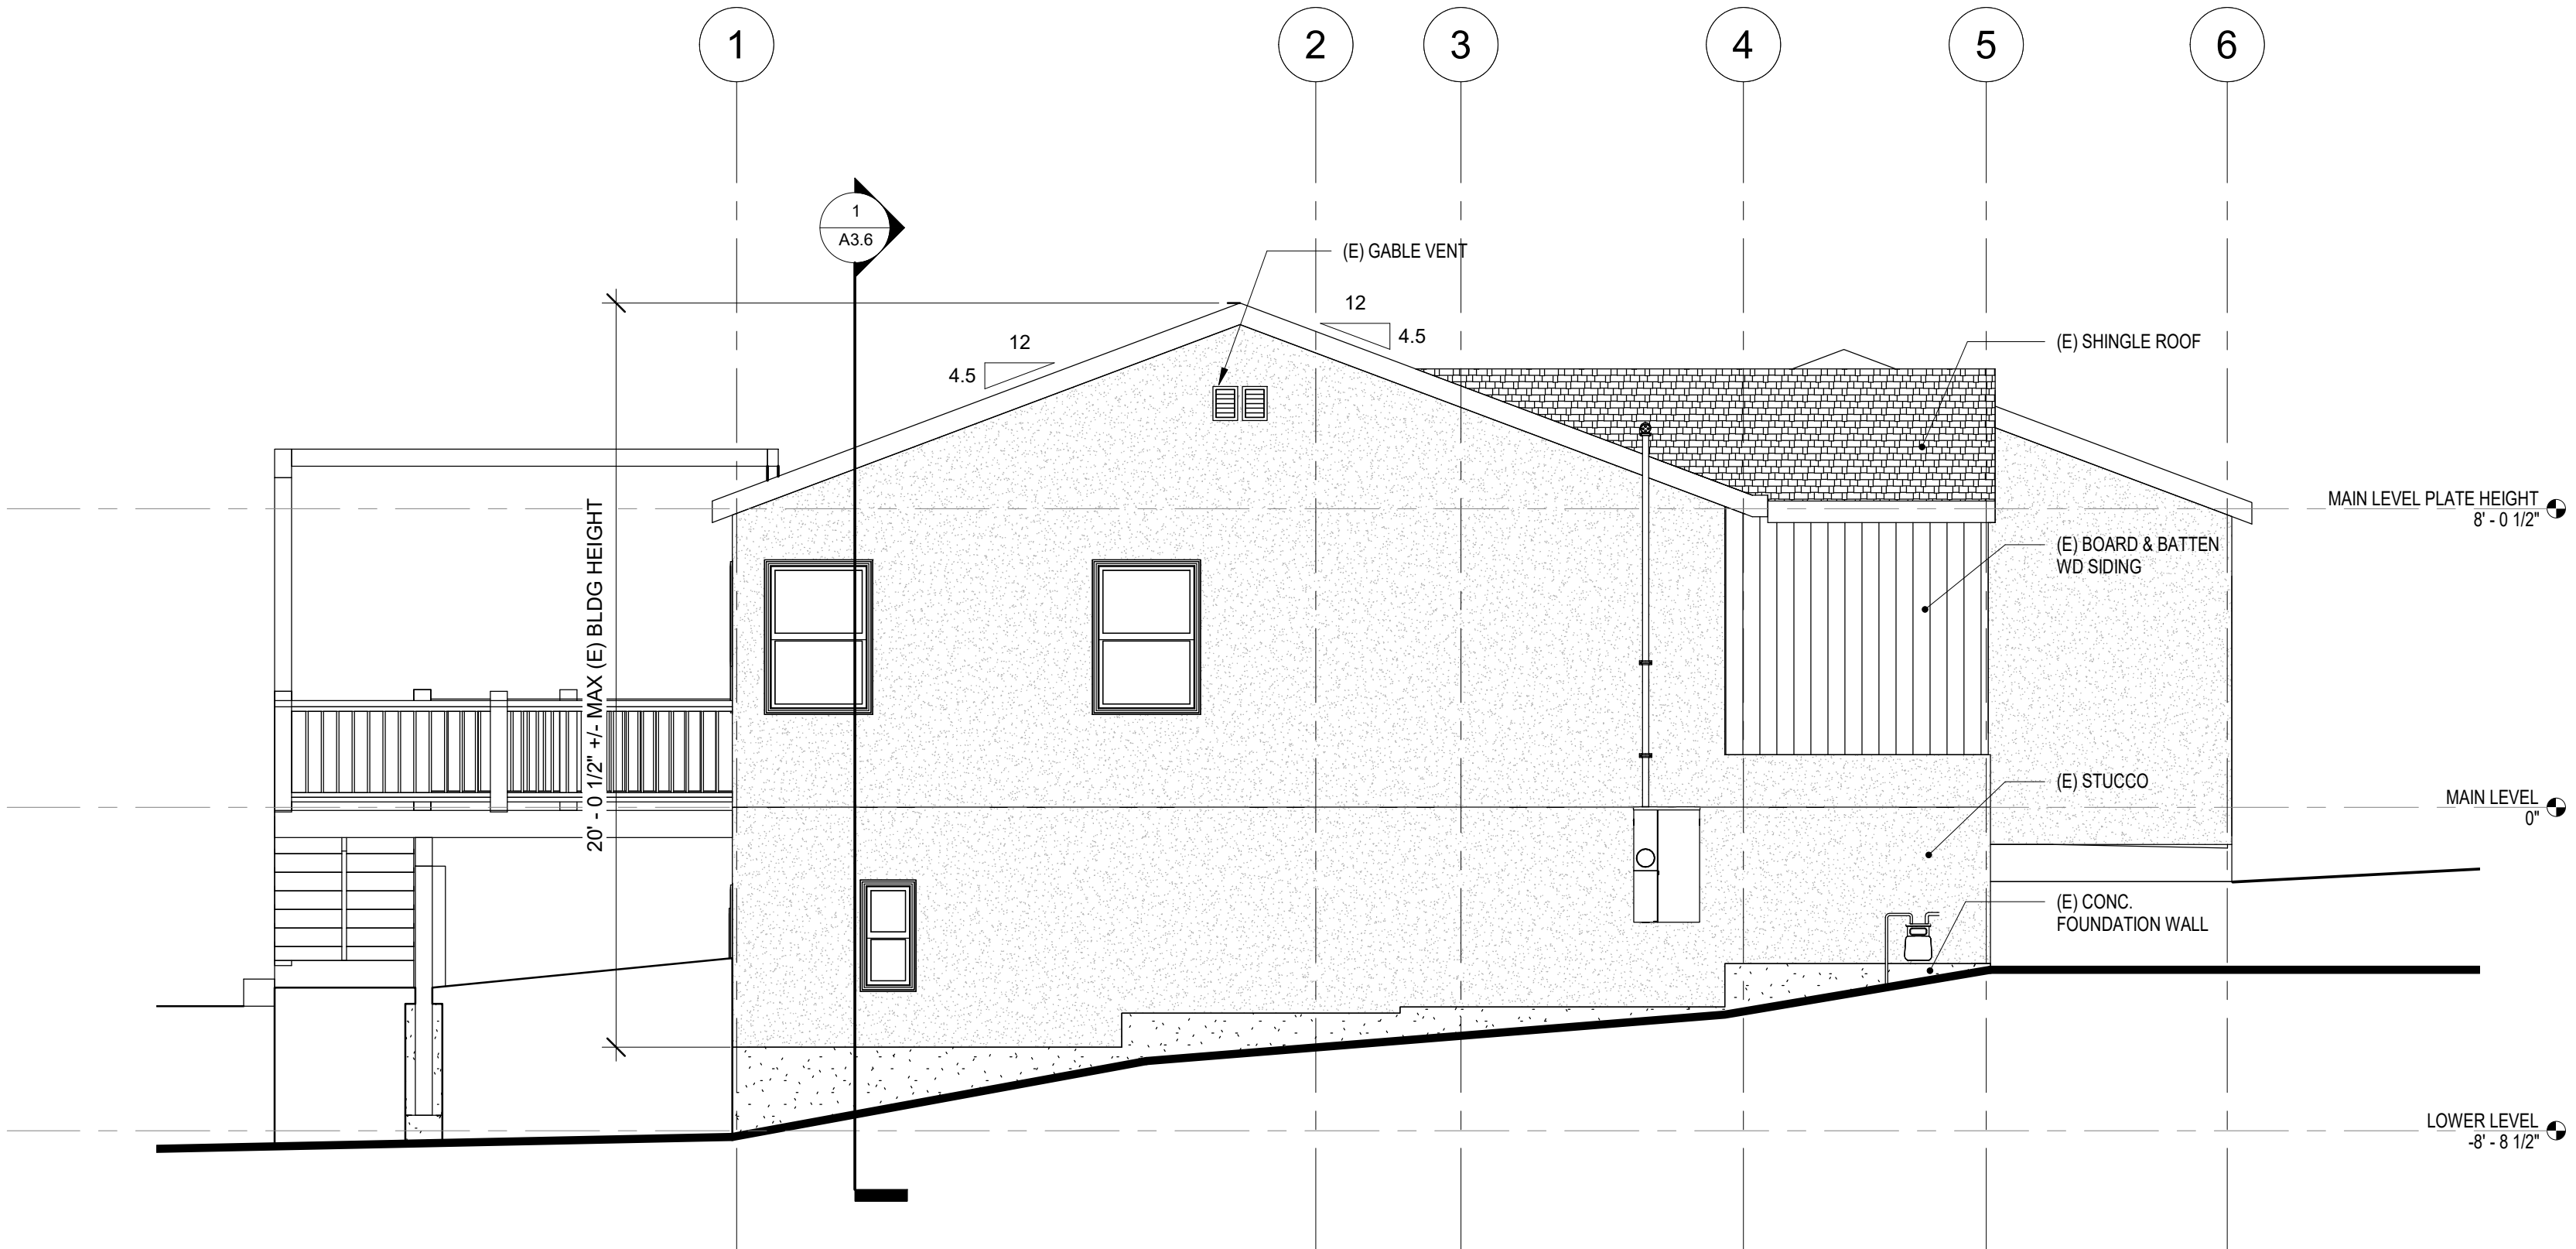 1
2
3
4
5
6
1
A3.6
(E) GABLE VENT
12
4.5
12
4.5
(E) SHINGLE ROOF
MAIN LEVEL PLATE HEIGHT
8' - 0 1/2"
(E) BOARD & BATTEN
WD SIDING
20' - 0 1/2" +/- MAX (E) BLDG HEIGHT
(E) STUCCO
MAIN LEVEL
0"
(E) CONC.
FOUNDATION WALL
LOWER LEVEL
-8' - 8 1/2"